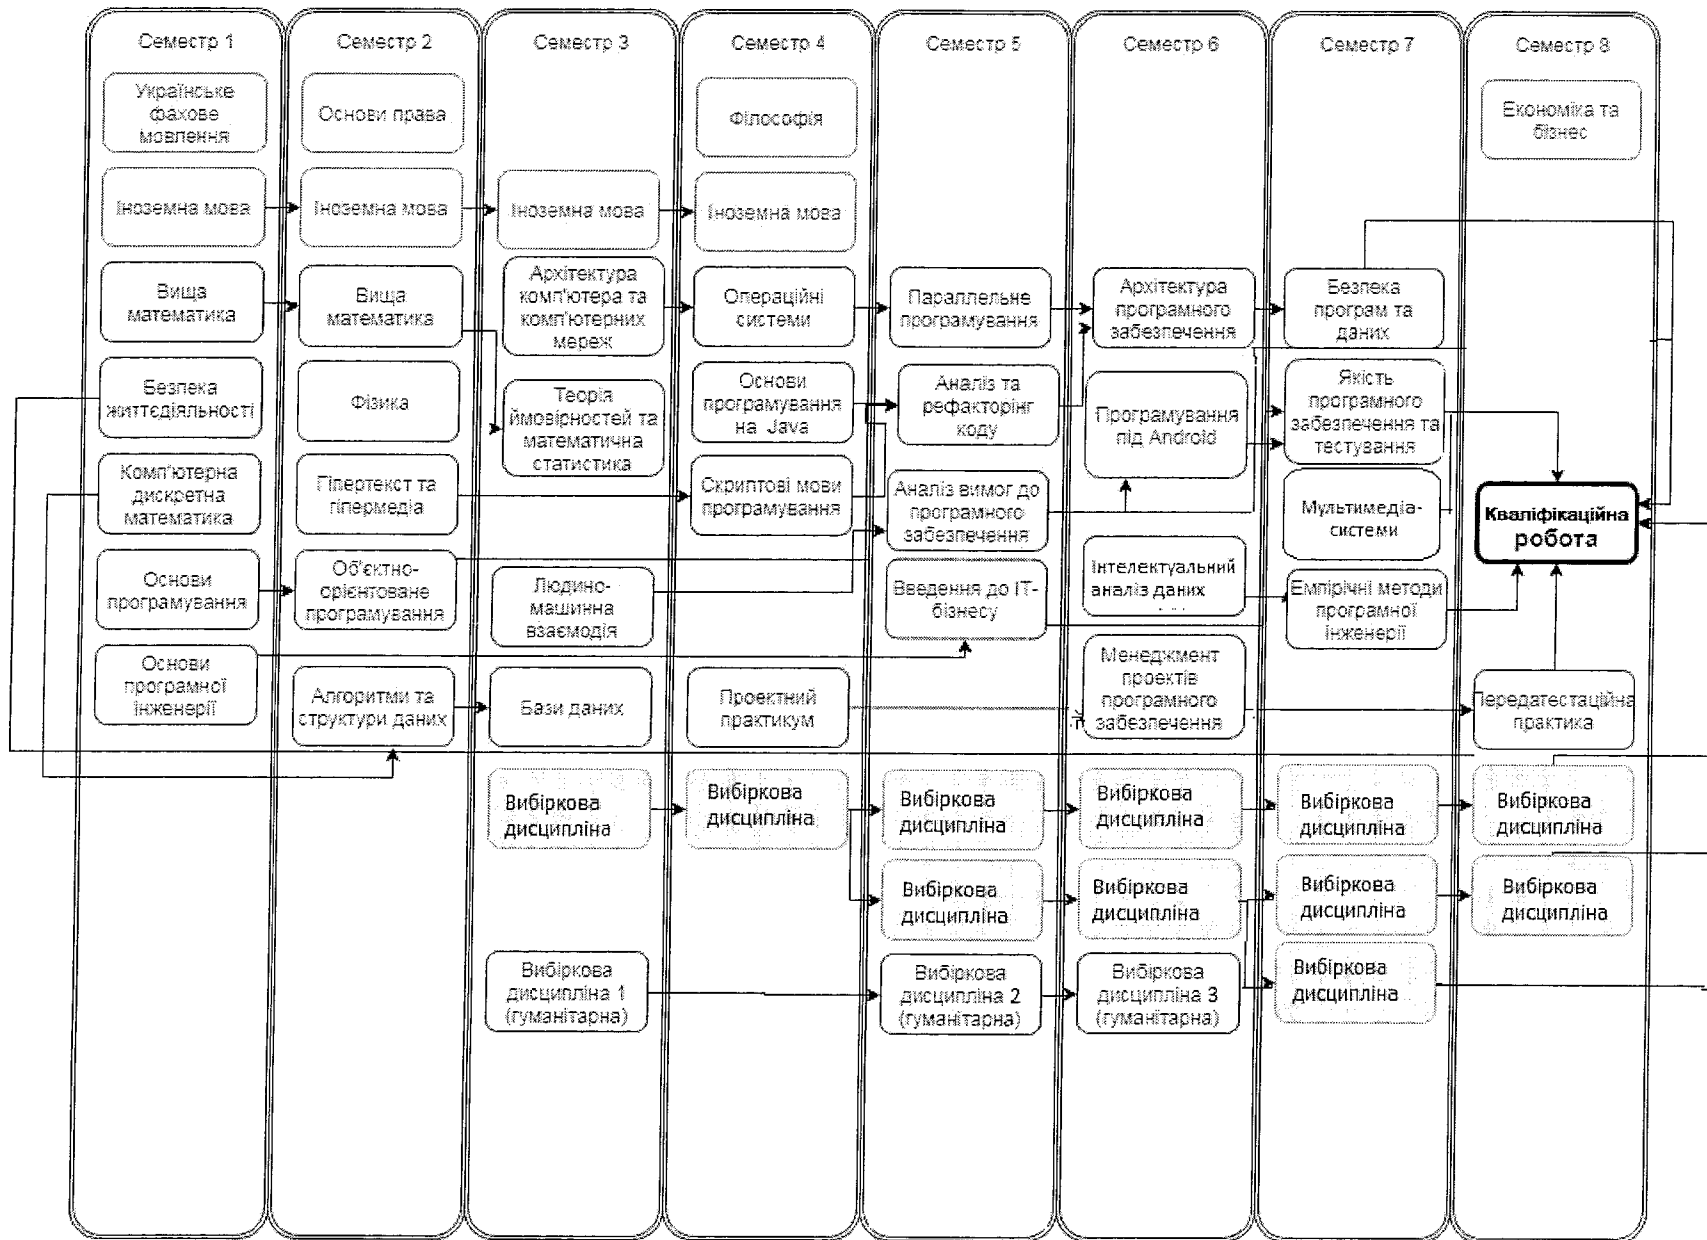 Семестр 1
Українське
фахове
мовлення
Іноземна мова
Вища
математика
Безпека
життєдіяльності
Комп'ютерна
дискретна
математика
Основи
програмування
Основи
програмної
інженерії
Семестр 2
Основи права
Іноземна мова
Вища
математика
Фізика
Гіпертекст та
гіпермедіа
Об'єктно-
орієнтоване
програмування
Алгоритми та
структури даних
Семестр 3
Іноземна мова
Архітектура
комп'ютера та
комп'ютерних
мереж
Теорія
ймовірностей та
математична
статистика
Людино-
машинна
взаємодія
Бази даних
Вибіркова
дисципліна
Вибіркова
дисципліна 1
(гуманітарна)
Семестр 4
Філософія
Іноземна мова
Операційні
системи
Основи
програмування
на Java
Скриптові мови
програмування
Проектний
практикум
Вибіркова
дисципліна
Семестр 5
Параллельне
програмування
Аналіз та
рефакторінг
коду
Аналіз вимог до
програмного
забезпечення
Введення до IT-
бізнесу
Вибіркова
дисципліна
Вибіркова
дисципліна
Вибіркова
дисципліна 2
(гуманітарна)
Семестр 6
Архітектура
програмного
забезпечення
Програмування
під Android
Інтелектуальний
аналіз даних
Менеджмент
проектів
програмного
забезпечення
Вибіркова
дисципліна
Вибіркова
дисципліна
Вибіркова
дисципліна 3
(гуманітарна)
Семестр 7
Безпека
програм та
даних
Якість
програмного
забезпечення та
тестування
Мультимедіа-
системи
Емпірічні методи
програмної
інженерії
Вибіркова
дисципліна
Вибіркова
дисципліна
Вибіркова
дисципліна
Семестр 8
Економіка та
бізнес
Кваліфікаційна
робота
Передатестаційна
практика
Вибіркова
дисципліна
Вибіркова
дисципліна